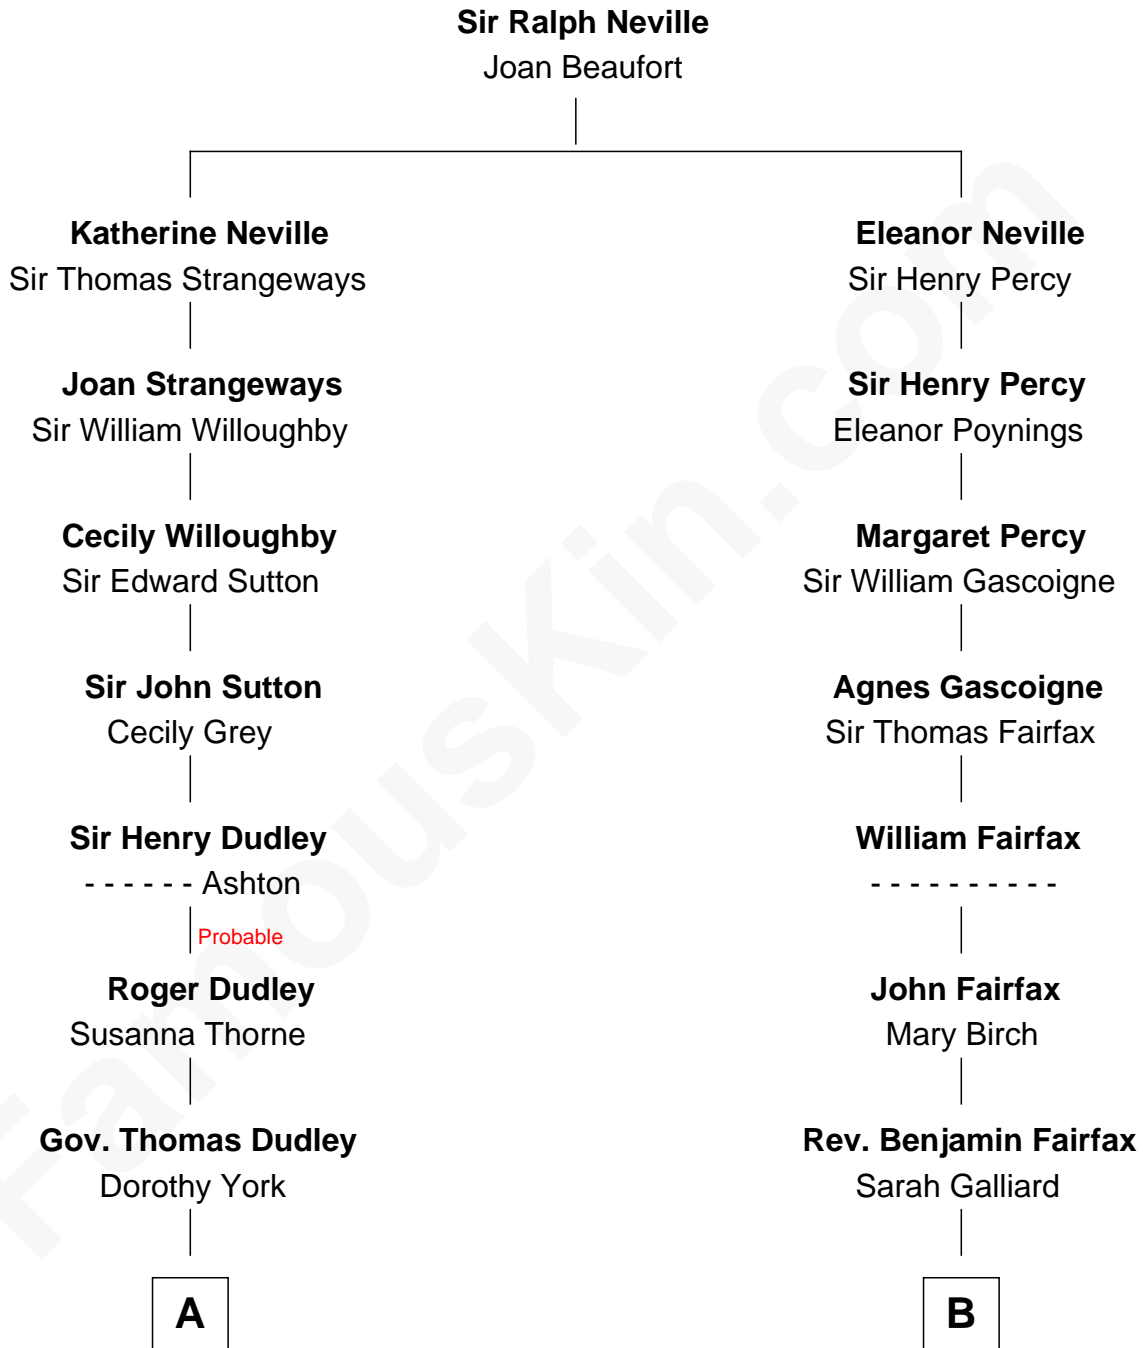 Sir Ralph Neville
Joan Beaufort
Katherine Neville
Sir Thomas Strangeways
Eleanor Neville
Sir Henry Percy
Joan Strangeways
Sir William Willoughby
Sir Henry Percy
Eleanor Poynings
Cecily Willoughby
Sir Edward Sutton
Margaret Percy
Sir William Gascoigne
Sir John Sutton
Cecily Grey
Agnes Gascoigne
Sir Thomas Fairfax
Sir Henry Dudley
- - - - - - Ashton
William Fairfax
- - - - - - - - - -
Probable
Roger Dudley
Susanna Thorne
John Fairfax
Mary Birch
Gov. Thomas Dudley
Dorothy York
Rev. Benjamin Fairfax
Sarah Galliard
A
B
FamousKin.com